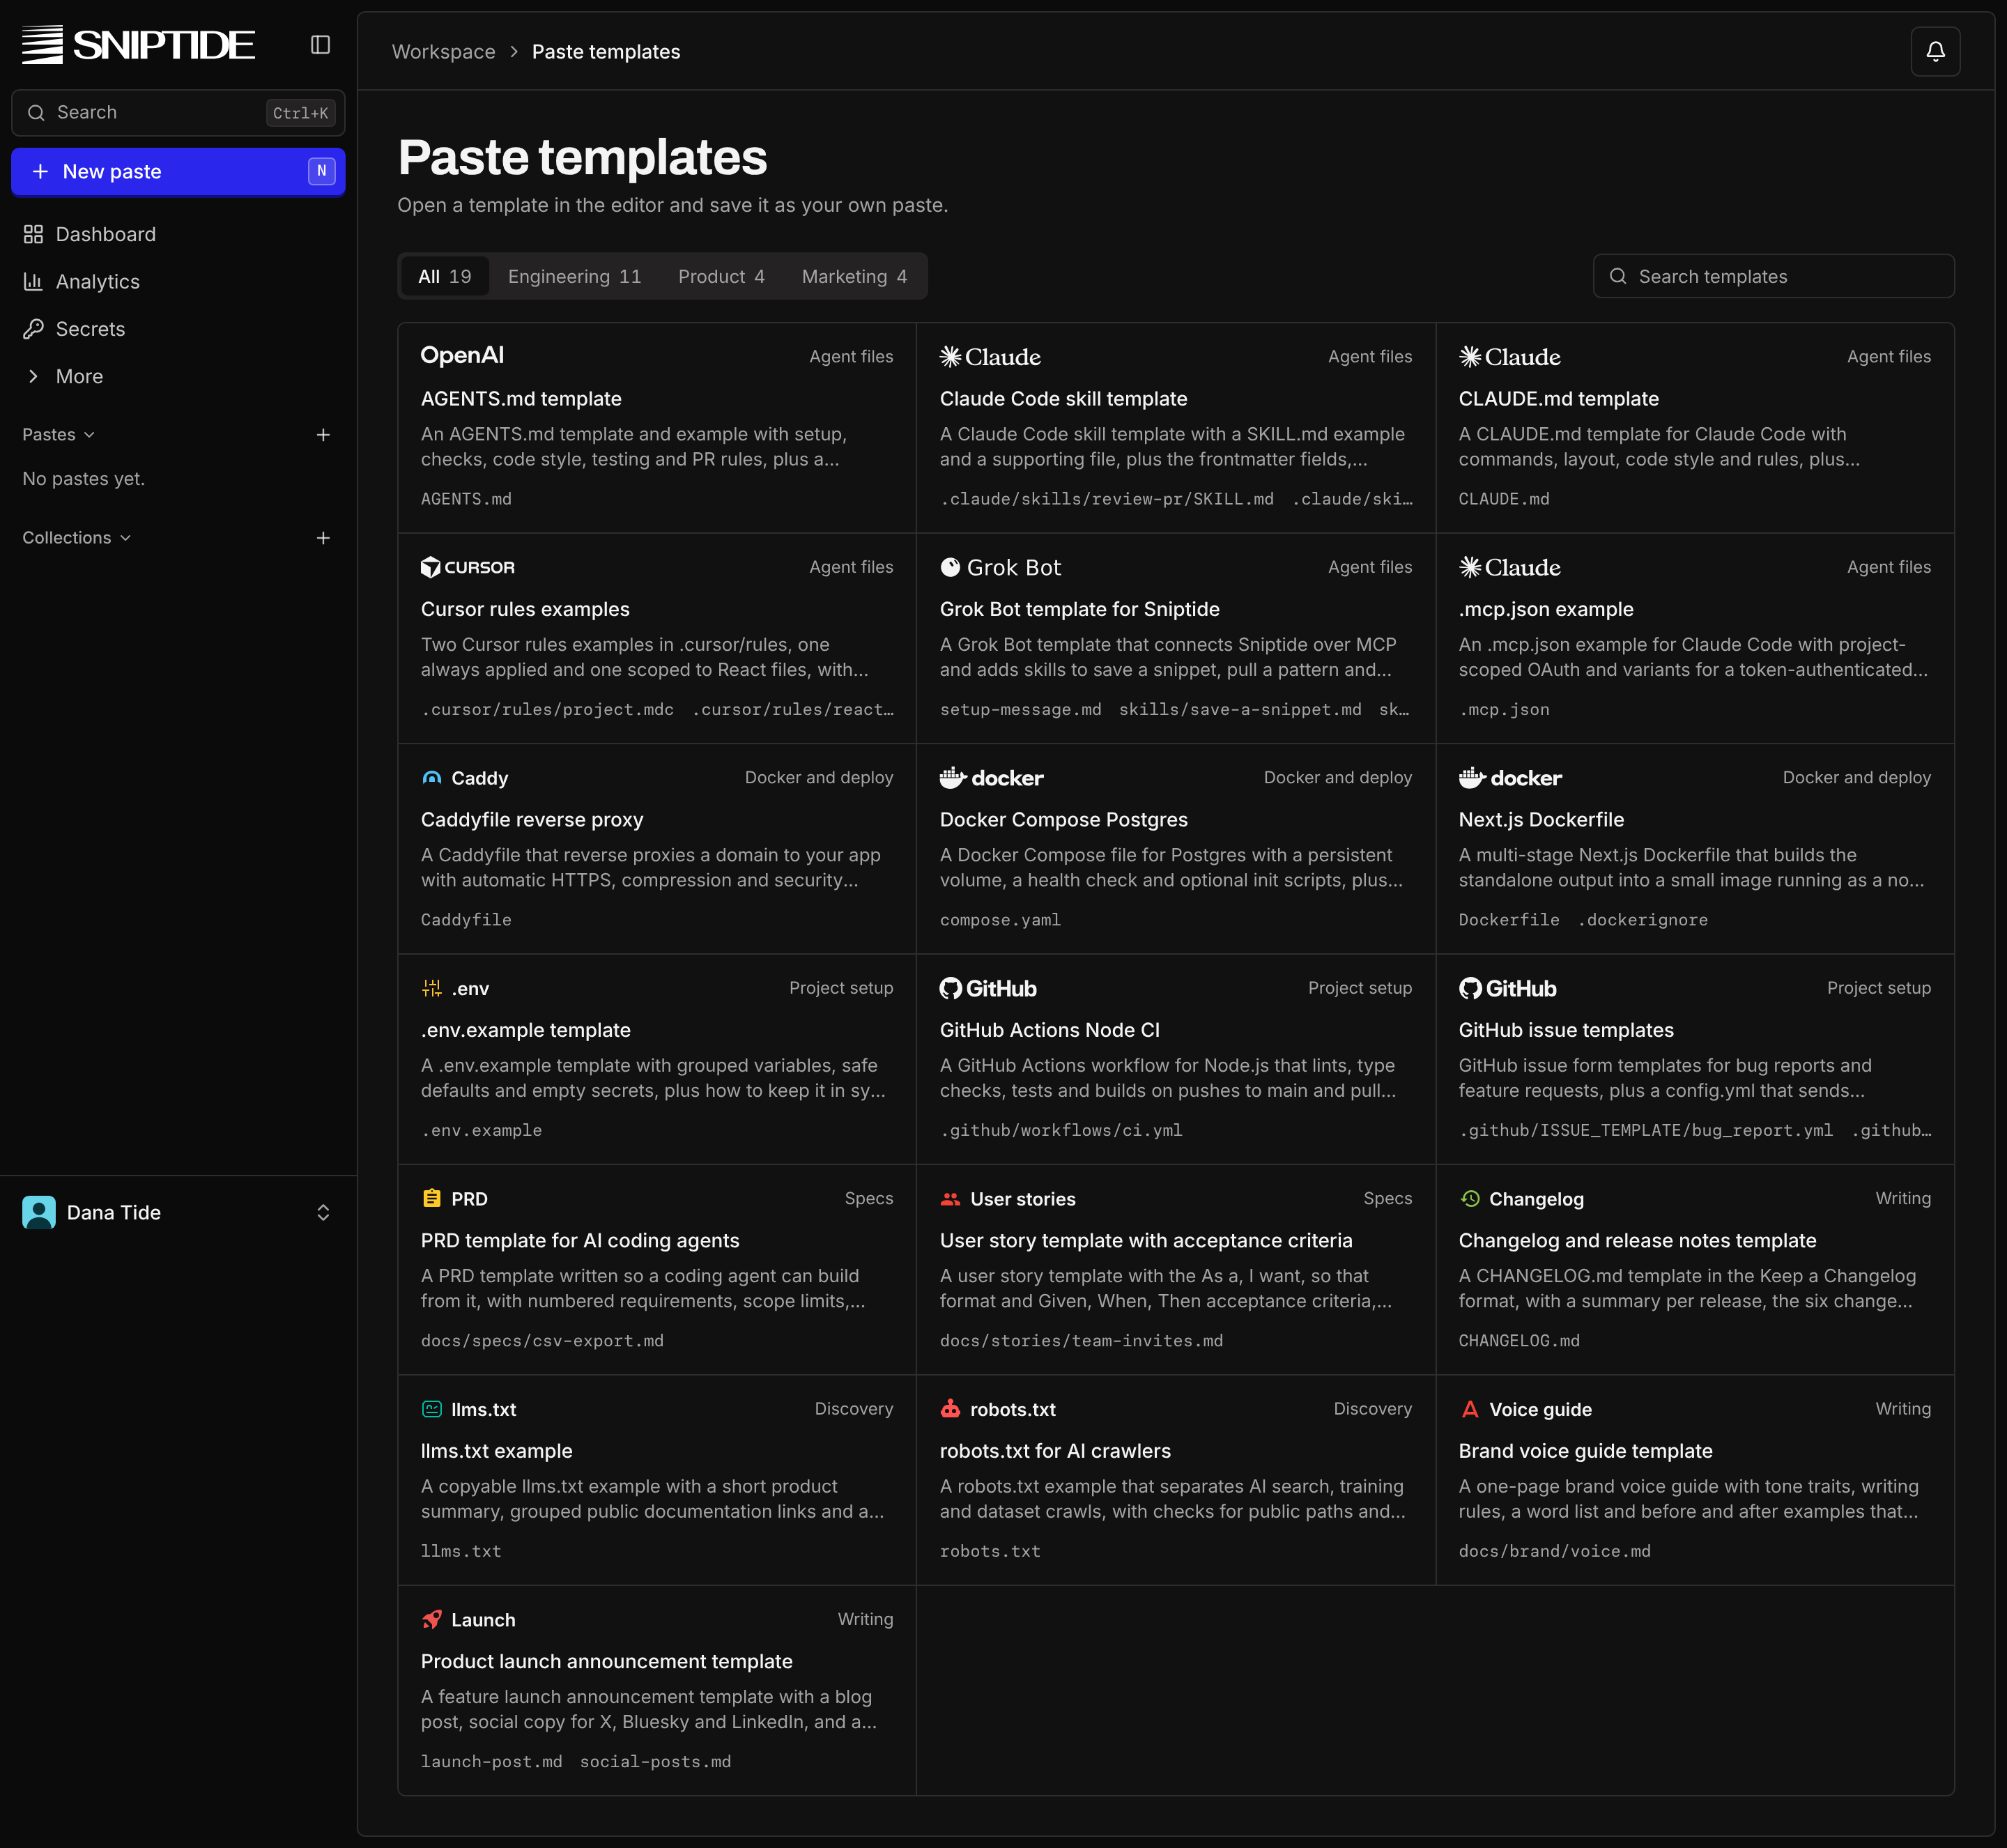 SNIPTIDE
Search Ctrl+K
New paste N
Dashboard
Analytics
Secrets
More
Pastes
No pastes yet.
Collections
Dana Tide
Workspace > Paste templates
Paste templates
Open a template in the editor and save it as your own paste.
All 19 Engineering 11 Product 4 Marketing 4
Search templates
OpenAI Agent files
AGENTS.md template
An AGENTS.md template and example with setup,
checks, code style, testing and PR rules, plus a...
AGENTS.md
Claude Agent files
Claude Code skill template
A Claude Code skill template with a SKILL.md example
and a supporting file, plus the frontmatter fields,...
.claude/skills/review-pr/SKILL.md .claude/ski...
Claude Agent files
CLAUDE.md template
A CLAUDE.md template for Claude Code with
commands, layout, code style and rules, plus...
CLAUDE.md
CURSOR Agent files
Cursor rules examples
Two Cursor rules examples in .cursor/rules, one
always applied and one scoped to React files, with...
.cursor/rules/project.mdc .cursor/rules/react...
Grok Bot Agent files
Grok Bot template for Sniptide
A Grok Bot template that connects Sniptide over MCP
and adds skills to save a snippet, pull a pattern and...
setup-message.md skills/save-a-snippet.md sk...
Claude Agent files
.mcp.json example
An .mcp.json example for Claude Code with project-
scoped OAuth and variants for a token-authenticated...
.mcp.json
Caddy Docker and deploy
Caddyfile reverse proxy
A Caddyfile that reverse proxies a domain to your app
with automatic HTTPS, compression and security...
Caddyfile
docker Docker and deploy
Docker Compose Postgres
A Docker Compose file for Postgres with a persistent
volume, a health check and optional init scripts, plus...
compose.yaml
docker Docker and deploy
Next.js Dockerfile
A multi-stage Next.js Dockerfile that builds the
standalone output into a small image running as a no...
Dockerfile .dockerignore
.env Project setup
.env.example template
A .env.example template with grouped variables, safe
defaults and empty secrets, plus how to keep it in sy...
.env.example
GitHub Project setup
GitHub Actions Node CI
A GitHub Actions workflow for Node.js that lints, type
checks, tests and builds on pushes to main and pull...
.github/workflows/ci.yml
GitHub Project setup
GitHub issue templates
GitHub issue form templates for bug reports and
feature requests, plus a config.yml that sends...
.github/ISSUE_TEMPLATE/bug_report.yml .github...
PRD Specs
PRD template for AI coding agents
A PRD template written so a coding agent can build
from it, with numbered requirements, scope limits,...
docs/specs/csv-export.md
User stories Specs
User story template with acceptance criteria
A user story template with the As a, I want, so that
format and Given, When, Then acceptance criteria,...
docs/stories/team-invites.md
Changelog Writing
Changelog and release notes template
A CHANGELOG.md template in the Keep a Changelog
format, with a summary per release, the six change...
CHANGELOG.md
llms.txt Discovery
llms.txt example
A copyable llms.txt example with a short product
summary, grouped public documentation links and a...
llms.txt
robots.txt Discovery
robots.txt for AI crawlers
A robots.txt example that separates AI search, training
and dataset crawls, with checks for public paths and...
robots.txt
Voice guide Writing
Brand voice guide template
A one-page brand voice guide with tone traits, writing
rules, a word list and before and after examples that...
docs/brand/voice.md
Launch Writing
Product launch announcement template
A feature launch announcement template with a blog
post, social copy for X, Bluesky and LinkedIn, and a...
launch-post.md social-posts.md